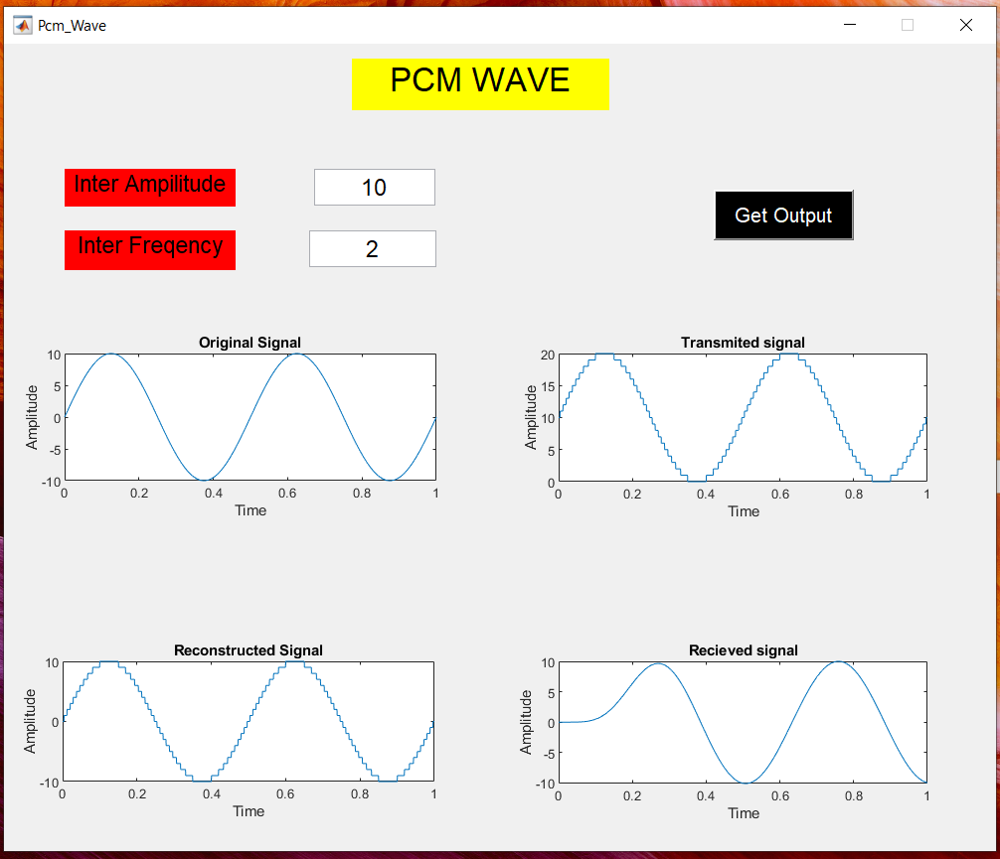 Pcm_Wave
PCM WAVE
Inter Ampilitude
10
Get Output
Inter Freqency
2
Original Signal
10
5
0
-5
-10
Amplitude
0 0.2 0.4 0.6 0.8 1
Time
Transmited signal
20
15
10
5
0
Amplitude
0 0.2 0.4 0.6 0.8 1
Time
Reconstructed Signal
10
5
0
-5
-10
Amplitude
0 0.2 0.4 0.6 0.8 1
Time
Recieved signal
10
5
0
-5
-10
Amplitude
0 0.2 0.4 0.6 0.8 1
Time